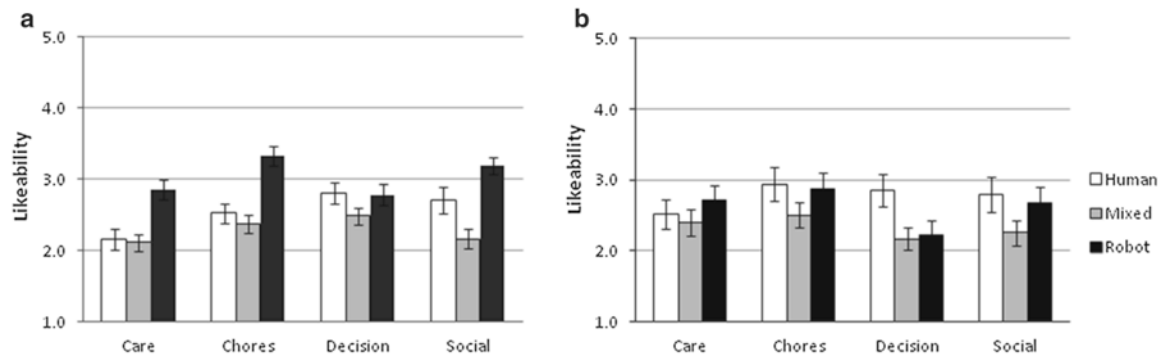 a
Likeability
5.0
4.0
3.0
2.0
1.0
Care Chores Decision Social
b
Likeability
5.0
4.0
3.0
2.0
1.0
Care Chores Decision Social
Human
Mixed
Robot